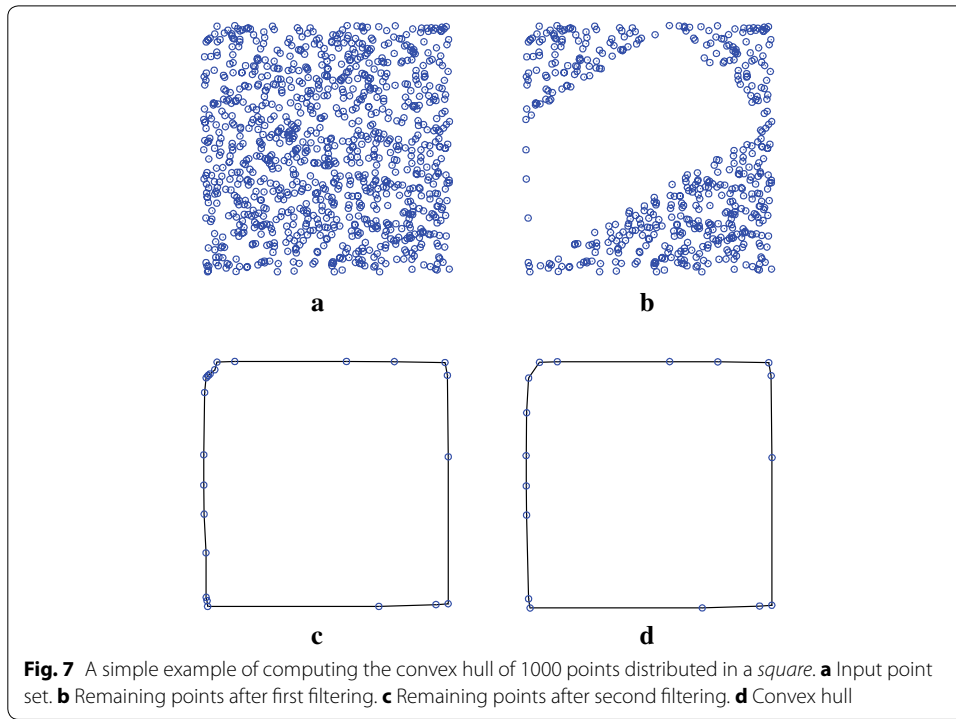 a
b
c
d
Fig. 7 A simple example of computing the convex hull of 1000 points distributed in a square. a Input point
set. b Remaining points after first filtering. c Remaining points after second filtering. d Convex hull